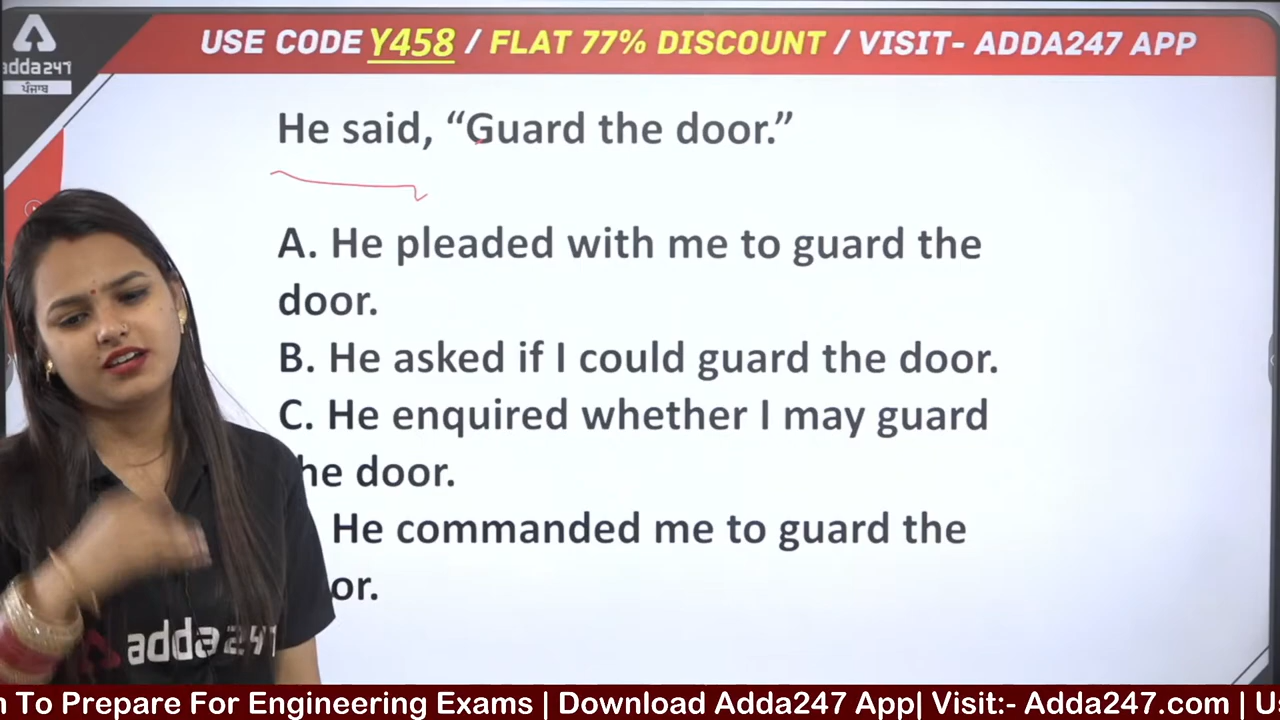 USE CODE Y458 / FLAT 77% DISCOUNT / VISIT- ADDA247 APP
adda247
ਪੰਜਾਬ
He said, “Guard the door.”
A. He pleaded with me to guard the
door.
B. He asked if I could guard the door.
C. He enquired whether I may guard
he door.
He commanded me to guard the
or.
adda247
n To Prepare For Engineering Exams | Download Adda247 App| Visit:- Adda247.com | U